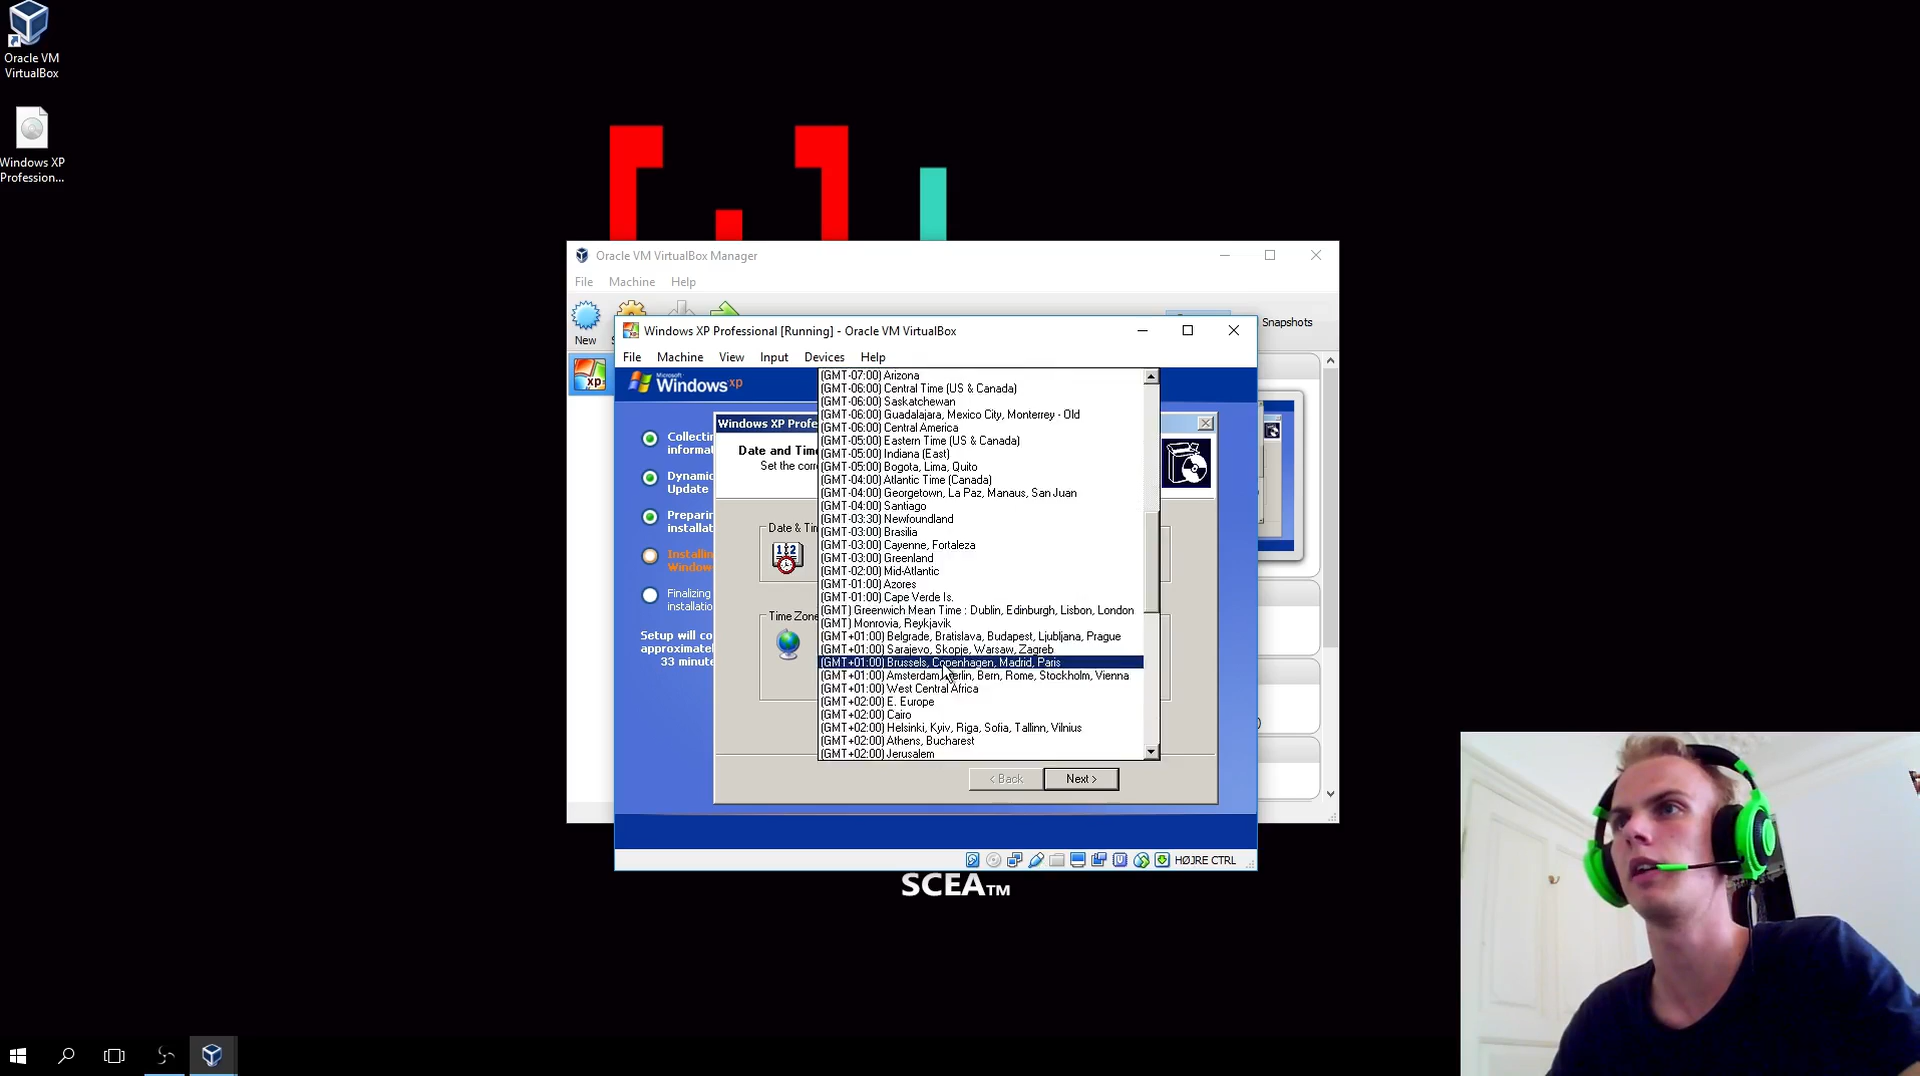 Oracle VM
VirtualBox
Windows XP
Profession...
Oracle VM VirtualBox Manager
File Machine Help
New
Snapshots
Windows XP Professional [Running] - Oracle VM VirtualBox
File Machine View Input Devices Help
Microsoft
Windows xp
Collectin
informat
Dynamic
Update
Preparin
installat
Installin
Window
Finalizing
installatio
Setup will co
approximate
33 minute
Windows XP Profe
Date and Time
Set the corr
Date & Tim
Time Zone
(GMT-07:00) Arizona
(GMT-06:00) Central Time (US & Canada)
(GMT-06:00) Saskatchewan
(GMT-06:00) Guadalajara, Mexico City, Monterrey - Old
(GMT-06:00) Central America
(GMT-05:00) Eastern Time (US & Canada)
(GMT-05:00) Indiana (East)
(GMT-05:00) Bogota, Lima, Quito
(GMT-04:00) Atlantic Time (Canada)
(GMT-04:00) Georgetown, La Paz, Manaus, San Juan
(GMT-04:00) Santiago
(GMT-03:30) Newfoundland
(GMT-03:00) Brasilia
(GMT-03:00) Cayenne, Fortaleza
(GMT-03:00) Greenland
(GMT-02:00) Mid-Atlantic
(GMT-01:00) Azores
(GMT-01:00) Cape Verde Is.
(GMT) Greenwich Mean Time : Dublin, Edinburgh, Lisbon, London
(GMT) Monrovia, Reykjavik
(GMT+01:00) Belgrade, Bratislava, Budapest, Ljubljana, Prague
(GMT+01:00) Sarajevo, Skopje, Warsaw, Zagreb
(GMT+01:00) Brussels, Copenhagen, Madrid, Paris
(GMT+01:00) Amsterdam, Berlin, Bern, Rome, Stockholm, Vienna
(GMT+01:00) West Central Africa
(GMT+02:00) E. Europe
(GMT+02:00) Cairo
(GMT+02:00) Helsinki, Kyiv, Riga, Sofia, Tallinn, Vilnius
(GMT+02:00) Athens, Bucharest
(GMT+02:00) Jerusalem
< Back Next >
HØJRE CTRL
SCEA™